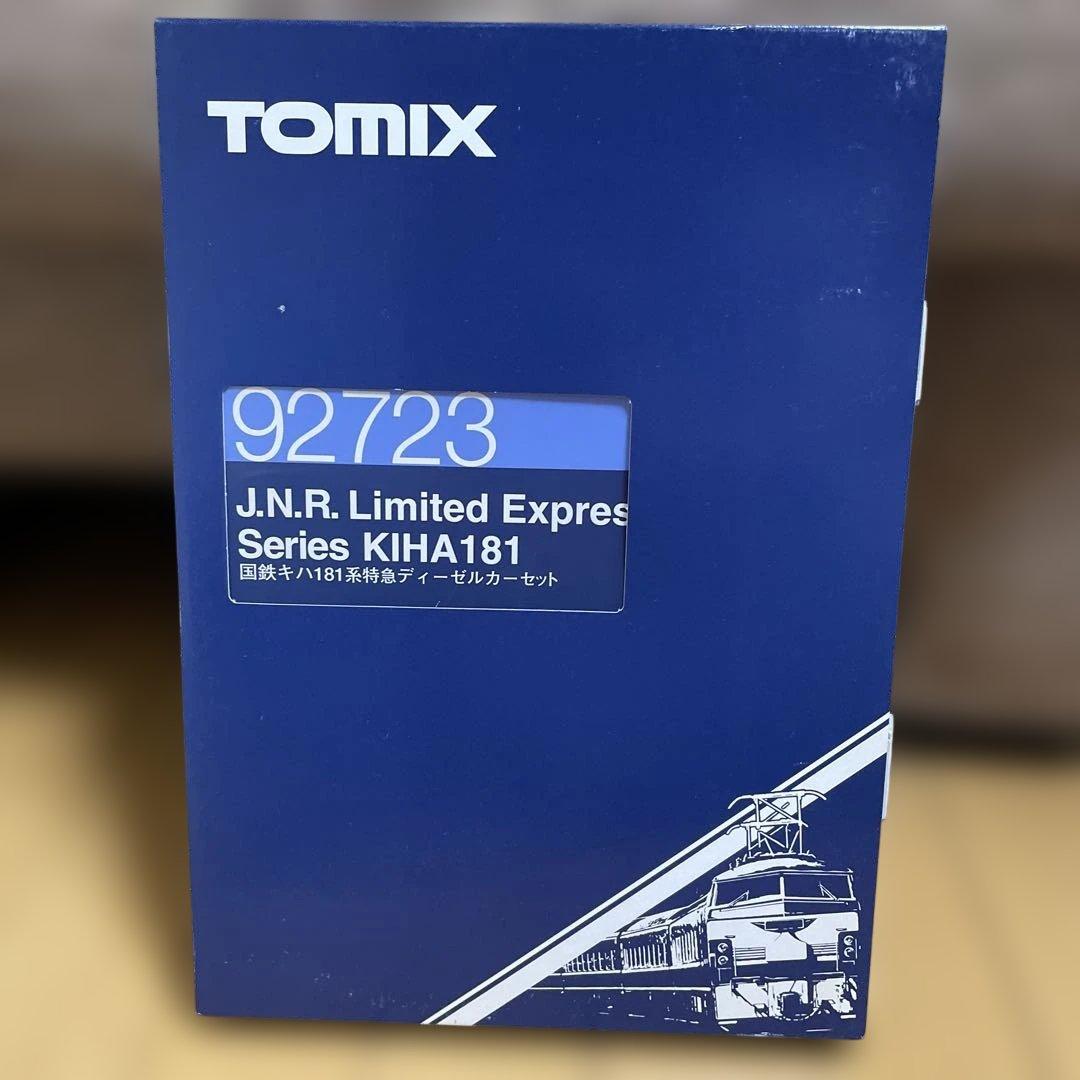 TOMIX
92723
J.N.R. Limited Expres
Series KIHA181
国鉄キハ181系特急ディーゼルカーセット